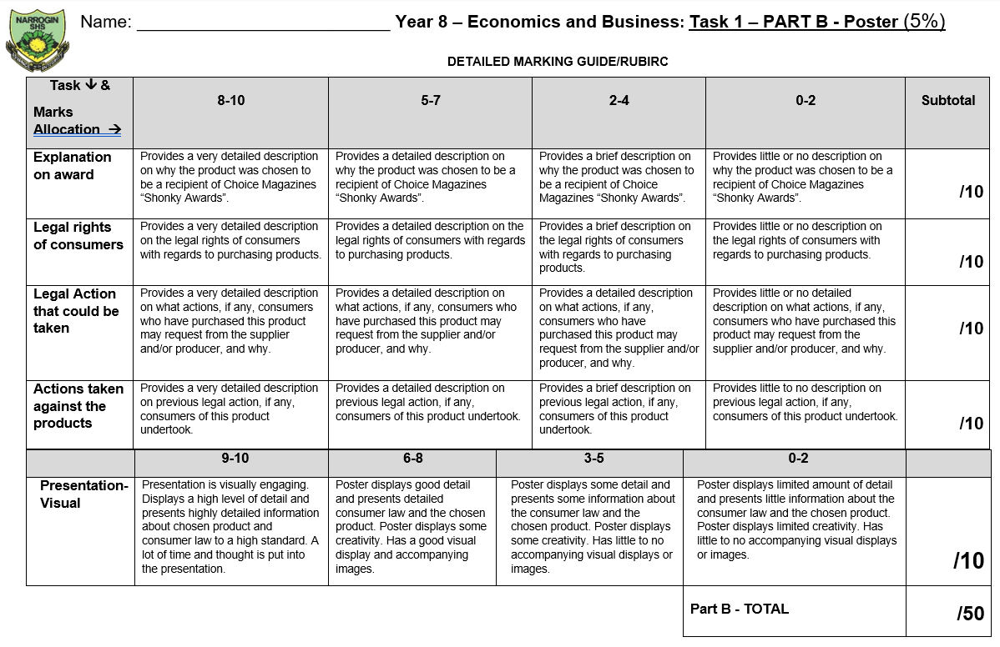 NARROGIN
SHS
Name: ___________________________ Year 8 – Economics and Business: Task 1 – PART B - Poster (5%)
DETAILED MARKING GUIDE/RUBIRC
Task ↓ &
Marks
Allocation →
8-10
5-7
2-4
0-2
Subtotal
Explanation
on award
Provides a very detailed description
on why the product was chosen to
be a recipient of Choice Magazines
“Shonky Awards”.
Provides a detailed description on
why the product was chosen to be a
recipient of Choice Magazines
“Shonky Awards”.
Provides a brief description on
why the product was chosen to
be a recipient of Choice
Magazines “Shonky Awards”.
Provides little or no description on
why the product was chosen to be a
recipient of Choice Magazines
“Shonky Awards”.
/10
Legal rights
of consumers
Provides a very detailed description
on the legal rights of consumers
with regards to purchasing products.
Provides a detailed description on the
legal rights of consumers with regards
to purchasing products.
Provides a brief description on
the legal rights of consumers
with regards to purchasing
products.
Provides little or no description on
the legal rights of consumers with
regards to purchasing products.
/10
Legal Action
that could be
taken
Provides a very detailed description
on what actions, if any, consumers
who have purchased this product
may request from the supplier
and/or producer, and why.
Provides a detailed description on
what actions, if any, consumers who
have purchased this product may
request from the supplier and/or
producer, and why.
Provides a detailed description
on what actions, if any,
consumers who have
purchased this product may
request from the supplier and/or
producer, and why.
Provides little or no detailed
description on what actions, if any,
consumers who have purchased this
product may request from the
supplier and/or producer, and why.
/10
Actions taken
against the
products
Provides a very detailed description
on previous legal action, if any,
consumers of this product
undertook.
Provides a detailed description on
previous legal action, if any,
consumers of this product undertook.
Provides a brief description on
previous legal action, if any,
consumers of this product
undertook.
Provides little to no description on
previous legal action, if any,
consumers of this product undertook.
/10
9-10
6-8
3-5
0-2
Presentation-
Visual
Presentation is visually engaging.
Displays a high level of detail and
presents highly detailed information
about chosen product and
consumer law to a high standard. A
lot of time and thought is put into
the presentation.
Poster displays good detail
and presents detailed
consumer law and the chosen
product. Poster displays some
creativity. Has a good visual
display and accompanying
images.
Poster displays some detail and
presents some information about
the consumer law and the
chosen product. Poster displays
some creativity. Has little to no
accompanying visual displays or
images.
Poster displays limited amount of detail
and presents little information about the
consumer law and the chosen product.
Poster displays limited creativity. Has
little to no accompanying visual displays
or images.
/10
Part B - TOTAL
/50